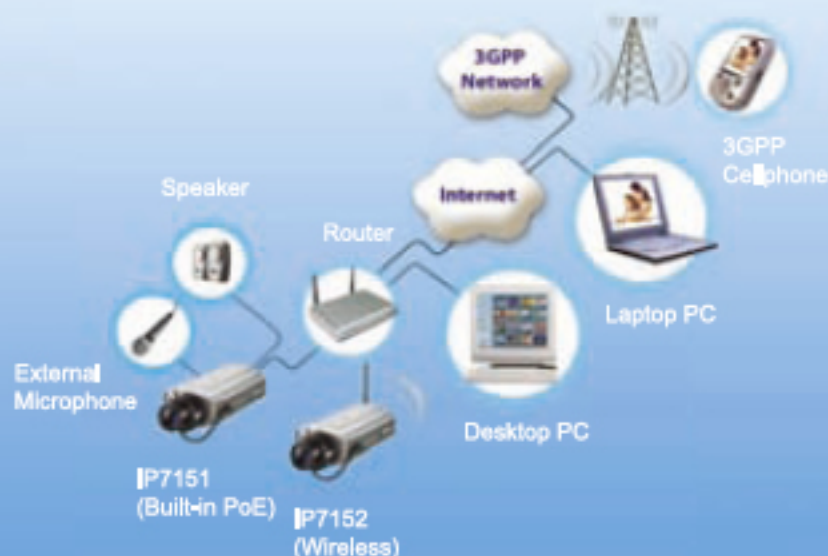 3GPP
Network
3GPP
Cellphone
Speaker
Internet
Router
Laptop PC
External
Microphone
Desktop PC
IP7151
(Built-in PoE)
IP7152
(Wireless)